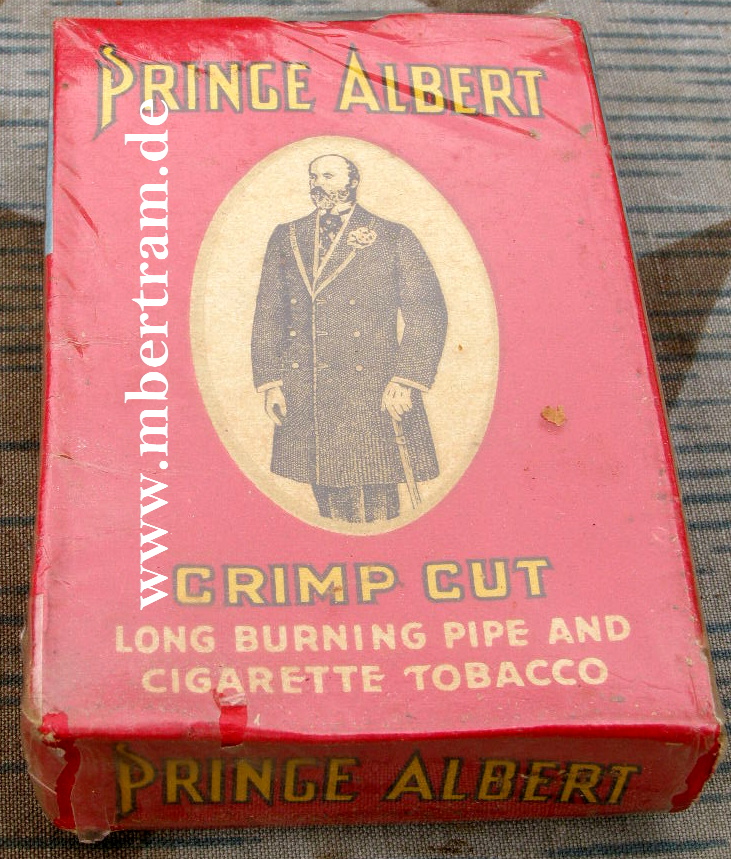 PRINCE ALBERT
www.mbertram.de
CRIMP CUT
LONG BURNING PIPE AND
CIGARETTE TOBACCO
PRINCE ALBERT